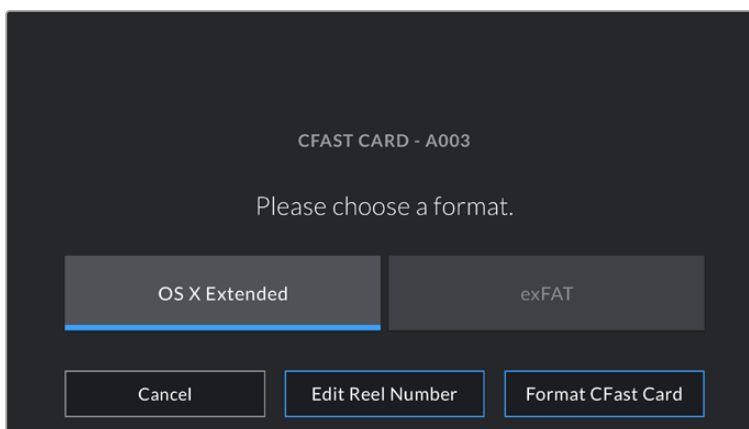 CFAST CARD - A003
Please choose a format.
OS X Extended
exFAT
Cancel
Edit Reel Number
Format CFast Card